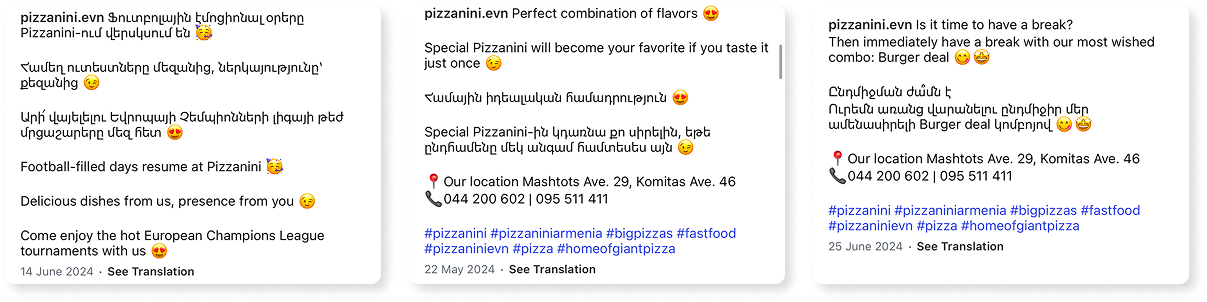 pizzanini.evn Ֆուտբոլային էմոցիոնալ օրերը
Pizzanini-ում վերսկսում են 🥳
Համեղ ուտեստները մեզանից, ներկայությունը՝
քեզանից 😉
Արի՛ վայելելու Եվրոպայի Չեմպիոնների լիգայի թեժ
մրցաշարերը մեզ հետ 😍
Football-filled days resume at Pizzanini 🥳
Delicious dishes from us, presence from you 😉
Come enjoy the hot European Champions League
tournaments with us 😍
14 June 2024 · See Translation
pizzanini.evn Perfect combination of flavors 😍
Special Pizzanini will become your favorite if you taste it
just once 😉
Համային իդեալական համադրություն 😍
Special Pizzanini-ին կդառնա քո սիրելին, եթե
ընդհամենը մեկ անգամ համտեսես այն 😉
📍Our location Mashtots Ave. 29, Komitas Ave. 46
📞044 200 602 | 095 511 411
#pizzanini #pizzaniniarmenia #bigpizzas #fastfood
#pizzaninievn #pizza #homeofgiantpizza
22 May 2024 · See Translation
pizzanini.evn Is it time to have a break?
Then immediately have a break with our most wished
combo: Burger deal 😋🤩
Ընդմիջման ժա՞մն է
Ուրեմն առանց վարանելու ընդմիջիր մեր
ամենասիրելի Burger deal կոմբոյով 😋🤩
📍Our location Mashtots Ave. 29, Komitas Ave. 46
📞044 200 602 | 095 511 411
#pizzanini #pizzaniniarmenia #bigpizzas #fastfood
#pizzaninievn #pizza #homeofgiantpizza
25 June 2024 · See Translation